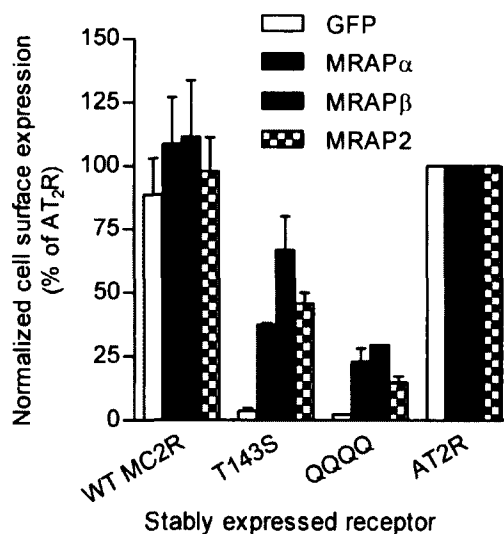 GFP
MRAPα
MRAPβ
MRAP2
Normalized cell surface expression
(% of AT₂R)
150
125
100
75
50
25
0
WT MC2R
T143S
QQQQ
AT2R
Stably expressed receptor